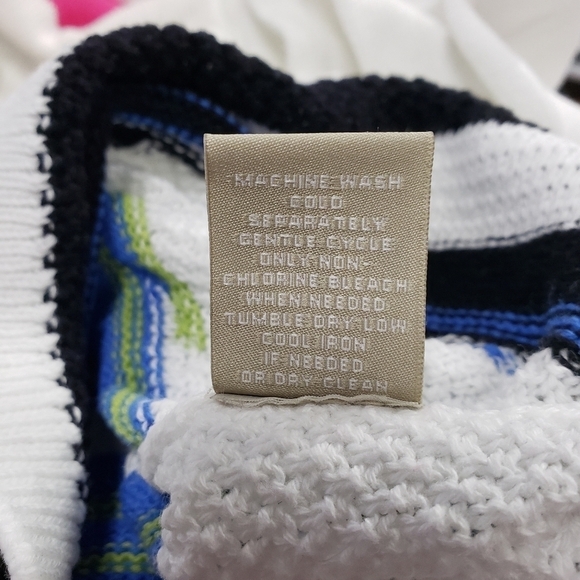 MACHINE WASH
COLD
SEPARATELY
GENTLE CYCLE
ONLY NON-
CHLORINE BLEACH
WHEN NEEDED
TUMBLE DRY LOW
COOL IRON
IF NEEDED
OR DRY CLEAN